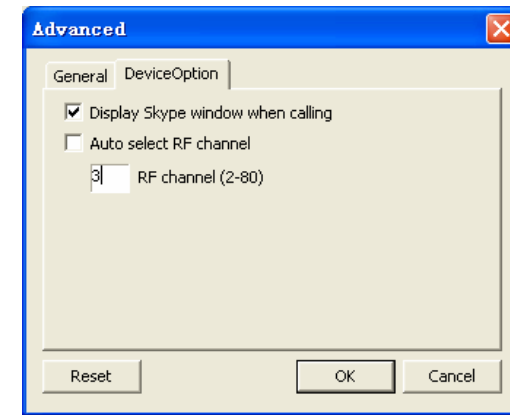 Advanced
General DeviceOption
Display Skype window when calling
Auto select RF channel
3 RF channel (2-80)
Reset OK Cancel